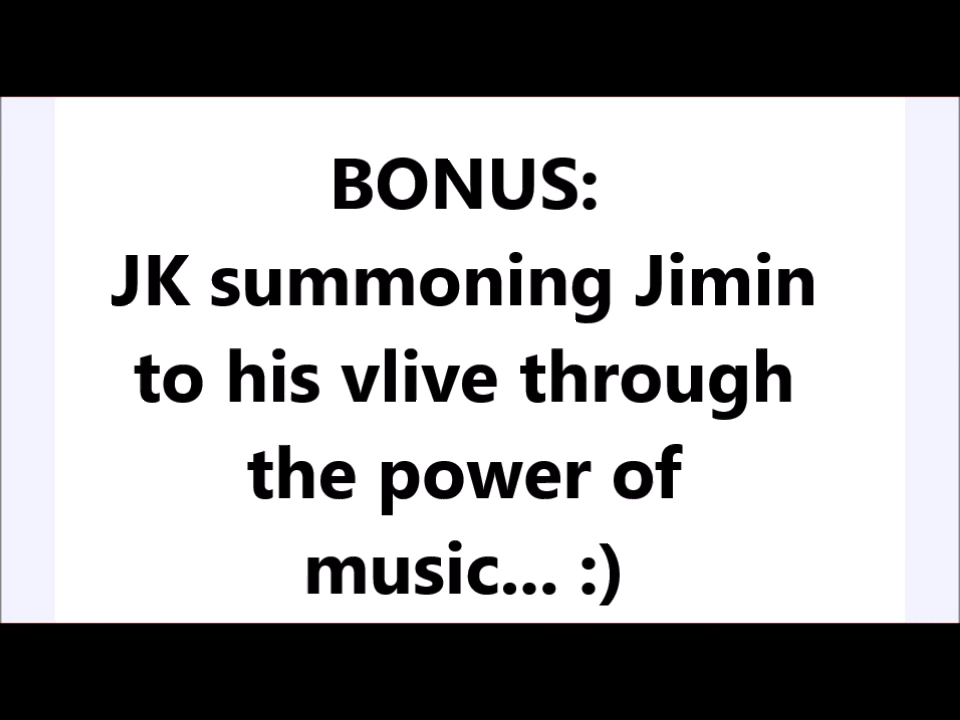 BONUS:
JK summoning Jimin
to his vlive through
the power of
music... :)